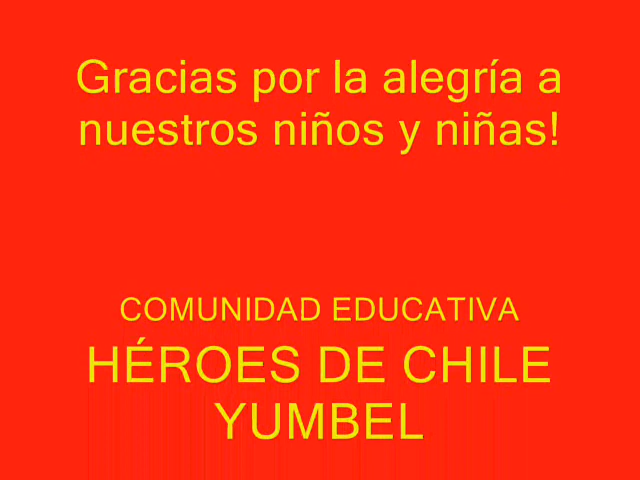 Gracias por la alegría a
nuestros niños y niñas!
COMUNIDAD EDUCATIVA
HÉROES DE CHILE
YUMBEL